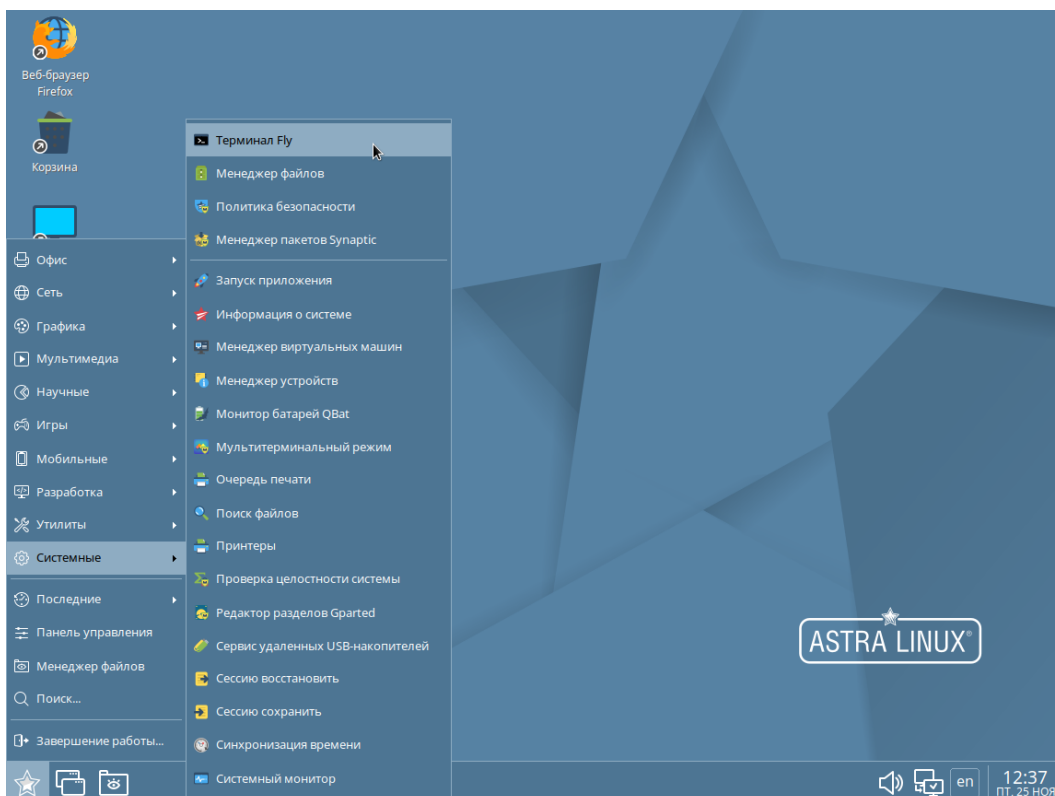 Веб-браузер
Firefox
Корзина
Терминал Fly
Менеджер файлов
Политика безопасности
Менеджер пакетов Synaptic
Запуск приложения
Информация о системе
Менеджер виртуальных машин
Менеджер устройств
Монитор батарей QBat
Мультитерминальный режим
Очередь печати
Поиск файлов
Принтеры
Проверка целостности системы
Редактор разделов Gparted
Сервис удаленных USB-накопителей
Сессию восстановить
Сессию сохранить
Синхронизация времени
Системный монитор
Офис
Сеть
Графика
Мультимедиа
Научные
Игры
Мобильные
Разработка
Утилиты
Системные
Последние
Панель управления
Менеджер файлов
Поиск...
Завершение работы...
ASTRA LINUX®
en
12:37
ПТ, 25 НОЯ